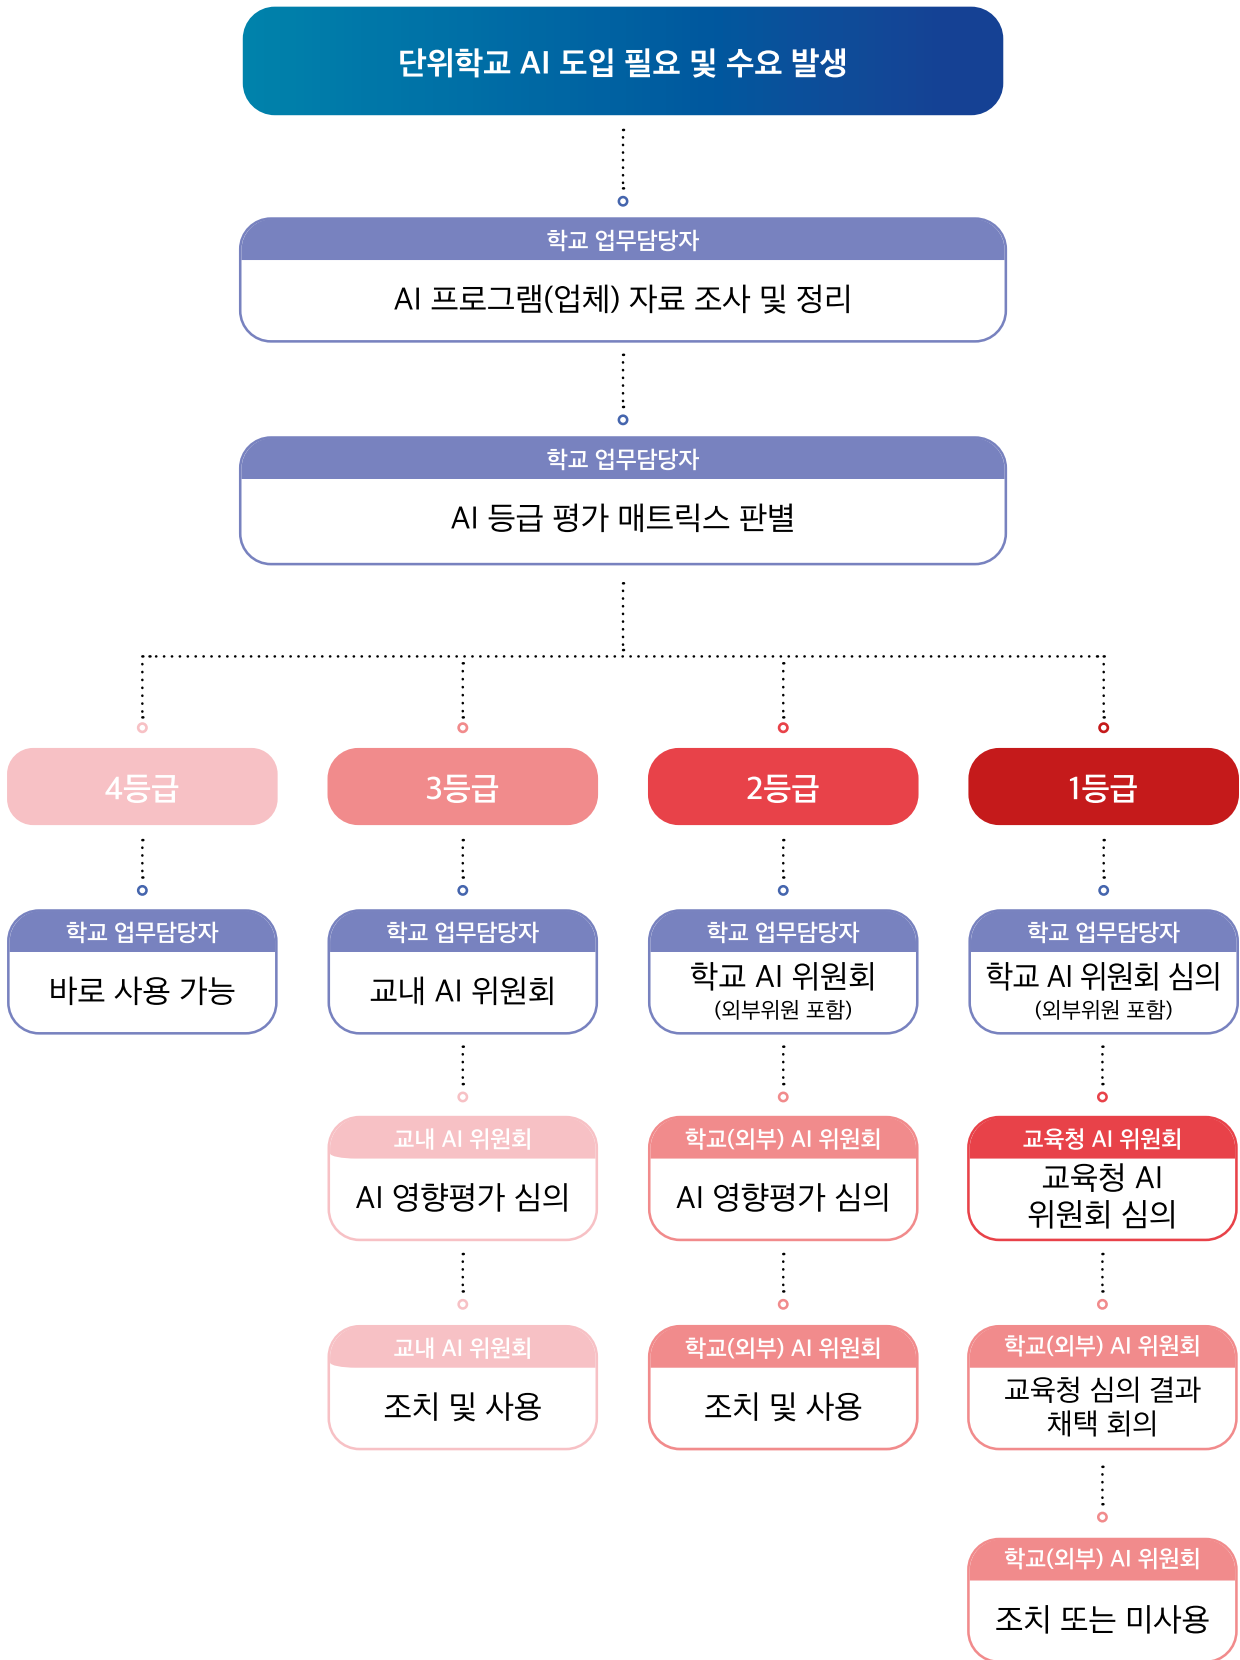 단위학교 AI 도입 필요 및 수요 발생
학교 업무담당자
AI 프로그램(업체) 자료 조사 및 정리
학교 업무담당자
AI 등급 평가 매트릭스 판별
4등급
3등급
2등급
1등급
학교 업무담당자
바로 사용 가능
학교 업무담당자
교내 AI 위원회
학교 업무담당자
학교 AI 위원회
(외부위원 포함)
학교 업무담당자
학교 AI 위원회 심의
(외부위원 포함)
교내 AI 위원회
AI 영향평가 심의
학교(외부) AI 위원회
AI 영향평가 심의
교육청 AI 위원회
교육청 AI
위원회 심의
교내 AI 위원회
조치 및 사용
학교(외부) AI 위원회
조치 및 사용
학교(외부) AI 위원회
교육청 심의 결과
채택 회의
학교(외부) AI 위원회
조치 또는 미사용